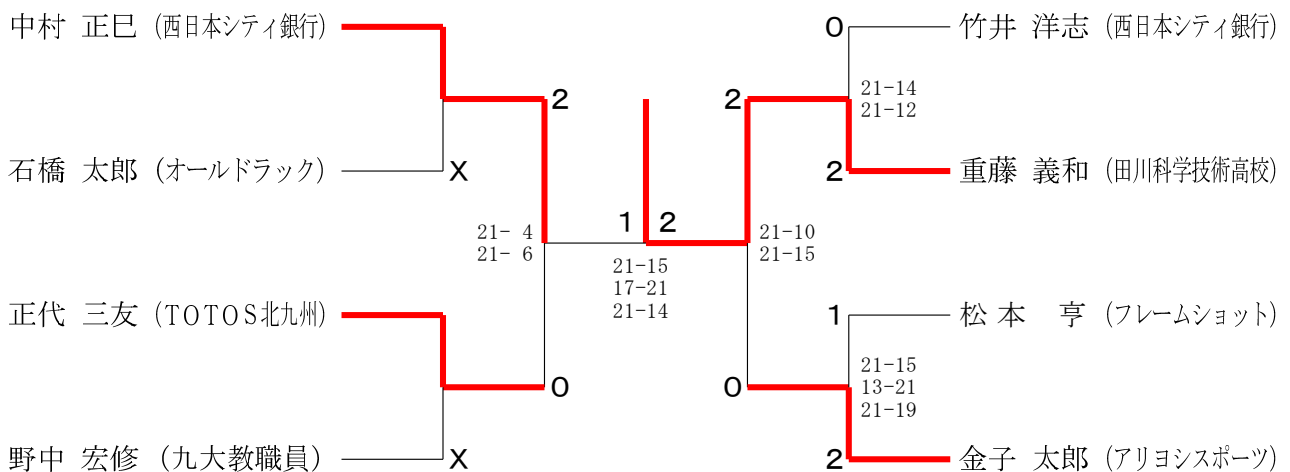 中村 正巳 (西日本シティ銀行)
2
石橋 太郎 (オールドラック)
X
21- 4
21- 6
正代 三友 (TOTOS北九州)
0
野中 宏修 (九大教職員)
X
1 2
21-15
17-21
21-14
0 竹井 洋志 (西日本シティ銀行)
21-14
21-12
2
2 重藤 義和 (田川科学技術高校)
21-10
21-15
1 松本 亨 (フレームショット)
21-15
13-21
21-19
0
2 金子 太郎 (アリヨシスポーツ)